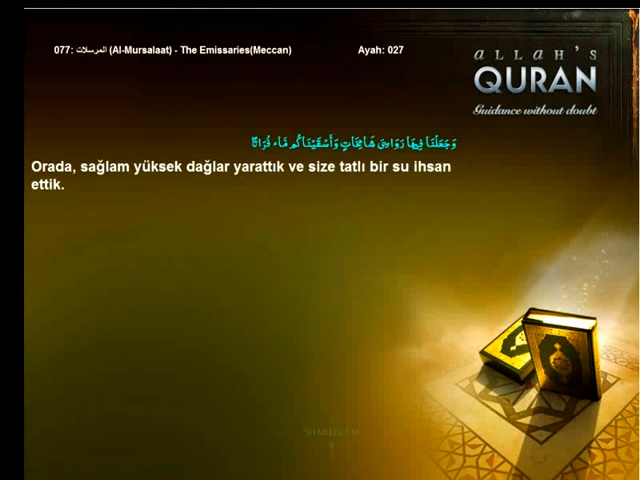 077: المرسلات (Al-Mursalaat) - The Emissaries(Meccan) Ayah: 027
ALLAH'S
QURAN
Guidance without doubt
وَجَعَلْنَا فِيهَا رَوَاسِيَ شَامِخَاتٍ وَأَسْقَيْنَاكُم مَّاء فُرَاتًا
Orada, sağlam yüksek dağlar yarattık ve size tatlı bir su ihsan
ettik.
SHAREISLAM